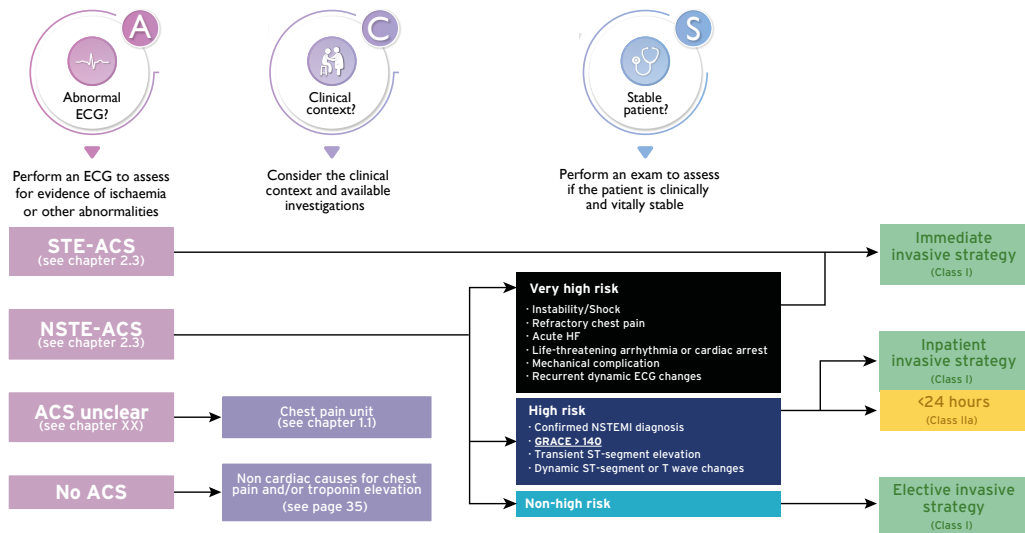 A
Abnormal
ECG?
Perform an ECG to assess
for evidence of ischaemia
or other abnormalities
C
Clinical
context?
Consider the clinical
context and available
investigations
S
Stable
patient?
Perform an exam to assess
if the patient is clinically
and vitally stable
STE-ACS
(see chapter 2.3)
NSTE-ACS
(see chapter 2.3)
ACS unclear
(see chapter XX)
No ACS
Chest pain unit
(see chapter 1.1)
Non cardiac causes for chest
pain and/or troponin elevation
(see page 35)
Very high risk
· Instability/Shock
· Refractory chest pain
· Acute HF
· Life-threatening arrhythmia or cardiac arrest
· Mechanical complication
· Recurrent dynamic ECG changes
High risk
· Confirmed NSTEMI diagnosis
· GRACE > 140
· Transient ST-segment elevation
· Dynamic ST-segment or T wave changes
Non-high risk
Immediate
invasive strategy
(Class I)
Inpatient
invasive strategy
(Class I)
<24 hours
(Class IIa)
Elective invasive
strategy
(Class I)